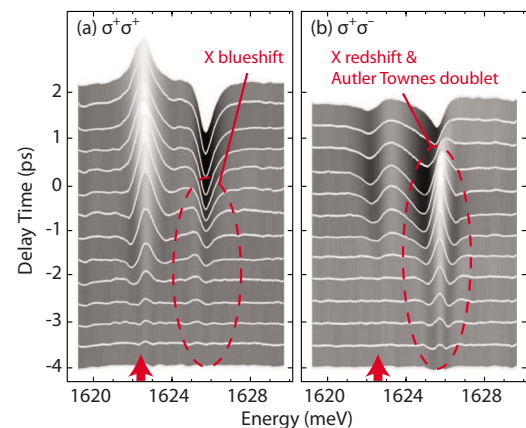 (a) σ⁺σ⁺
X blueshift
(b) σ⁺σ⁻
X redshift &
Autler Townes doublet
Delay Time (ps)
2
1
0
-1
-2
-3
-4
1620 1624 1628
1620 1624 1628
Energy (meV)